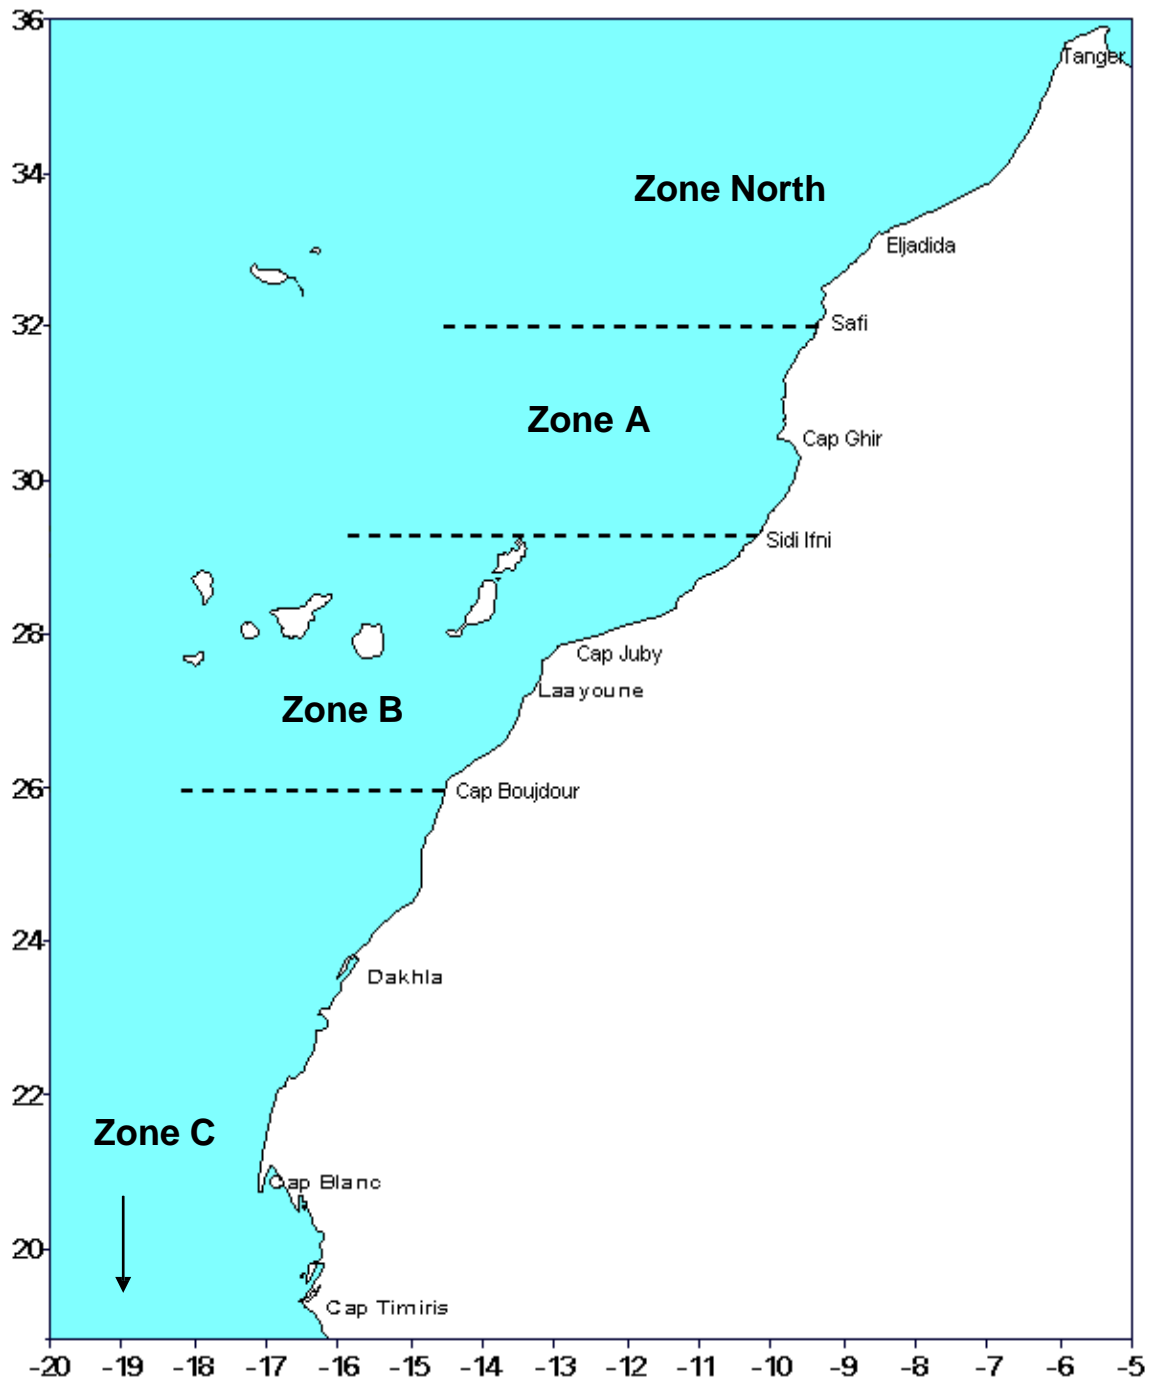 36
Tanger
34
Zone North
Eljadida
32
Safi
Zone A
Cap Ghir
30
Sidi Ifni
28
Cap Juby
Laayoune
Zone B
26
Cap Boujdour
24
Dakhla
22
Zone C
Cap Blanc
20
Cap Timiris
-20 -19 -18 -17 -16 -15 -14 -13 -12 -11 -10 -9 -8 -7 -6 -5